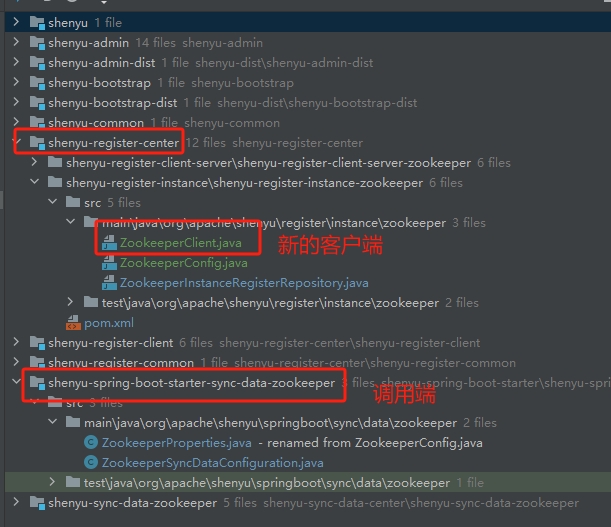 shenyu 1 file
shenyu-admin 14 files shenyu-admin
shenyu-admin-dist 1 file shenyu-dist\shenyu-admin-dist
shenyu-bootstrap 1 file shenyu-bootstrap
shenyu-bootstrap-dist 1 file shenyu-dist\shenyu-bootstrap-dist
shenyu-common 1 file shenyu-common
shenyu-register-center 12 files shenyu-register-center
shenyu-register-client-server\shenyu-register-client-server-zookeeper 6 files
shenyu-register-instance\shenyu-register-instance-zookeeper 6 files
src 5 files
main\java\org\apache\shenyu\register\instance\zookeeper 3 files
ZookeeperClient.java 新的客户端
ZookeeperConfig.java
ZookeeperInstanceRegisterRepository.java
test\java\org\apache\shenyu\register\instance\zookeeper 2 files
pom.xml
shenyu-register-client 6 files shenyu-register-center\shenyu-register-client
shenyu-register-common 1 file shenyu-register-center\shenyu-register-common
shenyu-spring-boot-starter-sync-data-zookeeper 3 files shenyu-spring-boot-starter\shenyu-spri
调用端
src 3 files
main\java\org\apache\shenyu\springboot\sync\data\zookeeper 2 files
ZookeeperProperties.java - renamed from ZookeeperConfig.java
ZookeeperSyncDataConfiguration.java
test\java\org\apache\shenyu\springboot\sync\data\zookeeper 1 file
shenyu-sync-data-zookeeper 5 files shenyu-sync-data-center\shenyu-sync-data-zookeeper